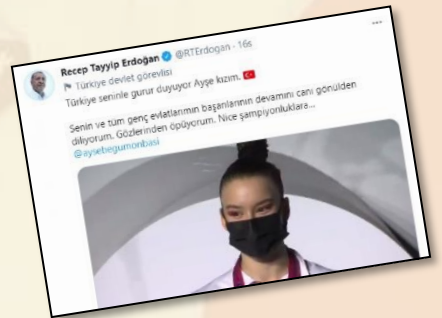 Recep Tayyip Erdoğan @RTErdogan · 16s
Türkiye devlet görevlisi
Türkiye seninle gurur duyuyor Ayşe kızım. 🇹🇷
Senin ve tüm genç evlatlarımın başarılarının devamını canı gönülden
diliyorum. Gözlerinden öpüyorum. Nice şampiyonluklara...
@aysebegumonbasi